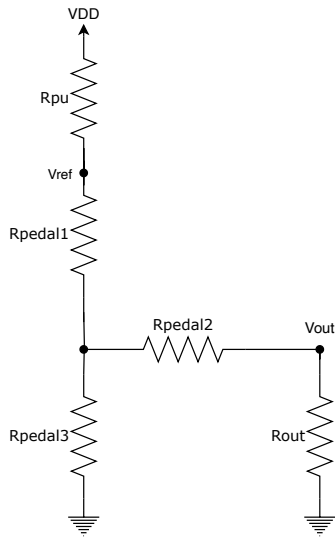 VDD
Rpu
Vref
Rpedal1
Rpedal2
Vout
Rpedal3
Rout